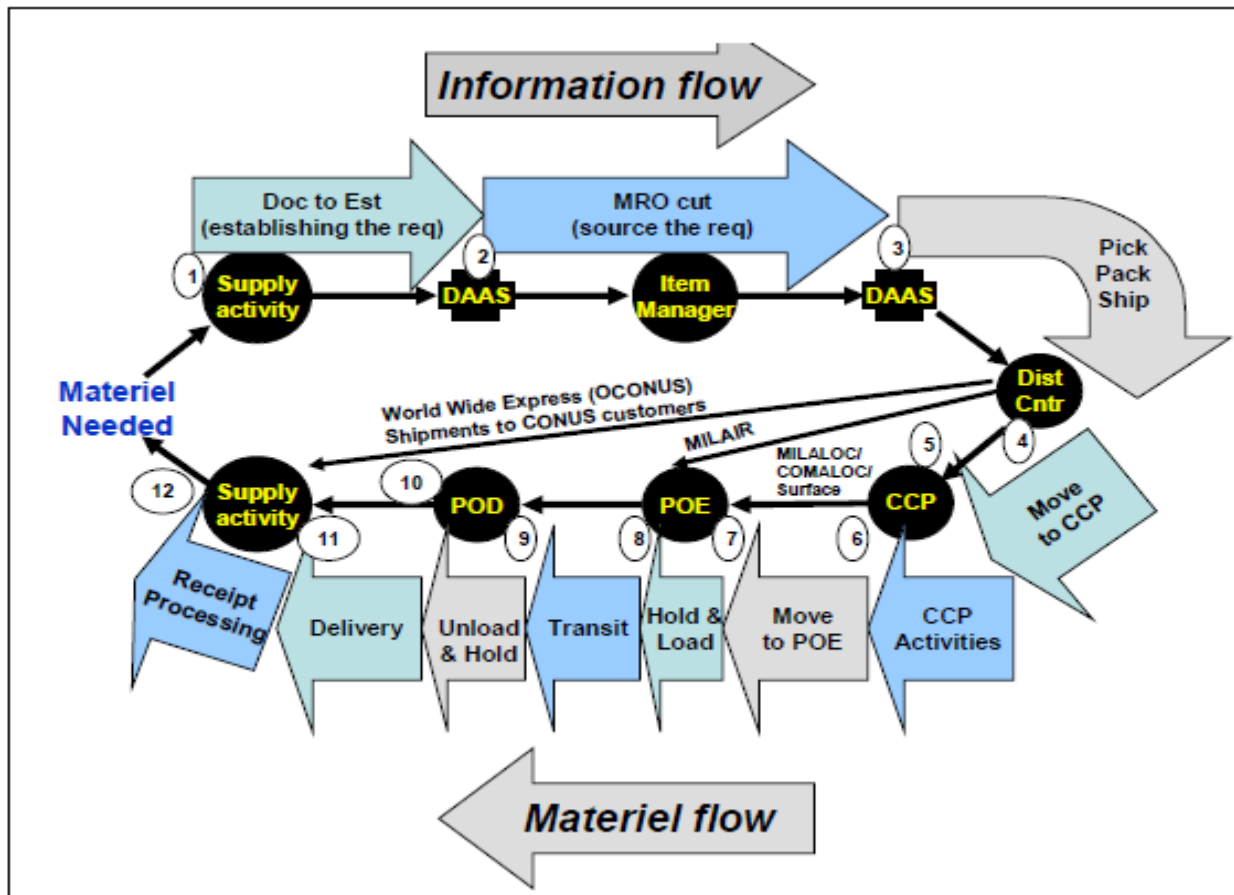 Information flow
Doc to Est
(establishing the req)
MRO cut
(source the req)
Pick
Pack
Ship
1
2
3
Supply
activity
DAAS
Item
Manager
DAAS
Materiel
Needed
World Wide Express (OCONUS)
Shipments to CONUS customers
MILAIR
Dist
Cntr
4
5
MILALOC/
COMALOC/
Surface
Move
to CCP
12
Supply
activity
11
10
POD
9
8
POE
7
6
CCP
Receipt
Processing
Delivery
Unload
& Hold
Transit
Hold &
Load
Move
to POE
CCP
Activities
Materiel flow